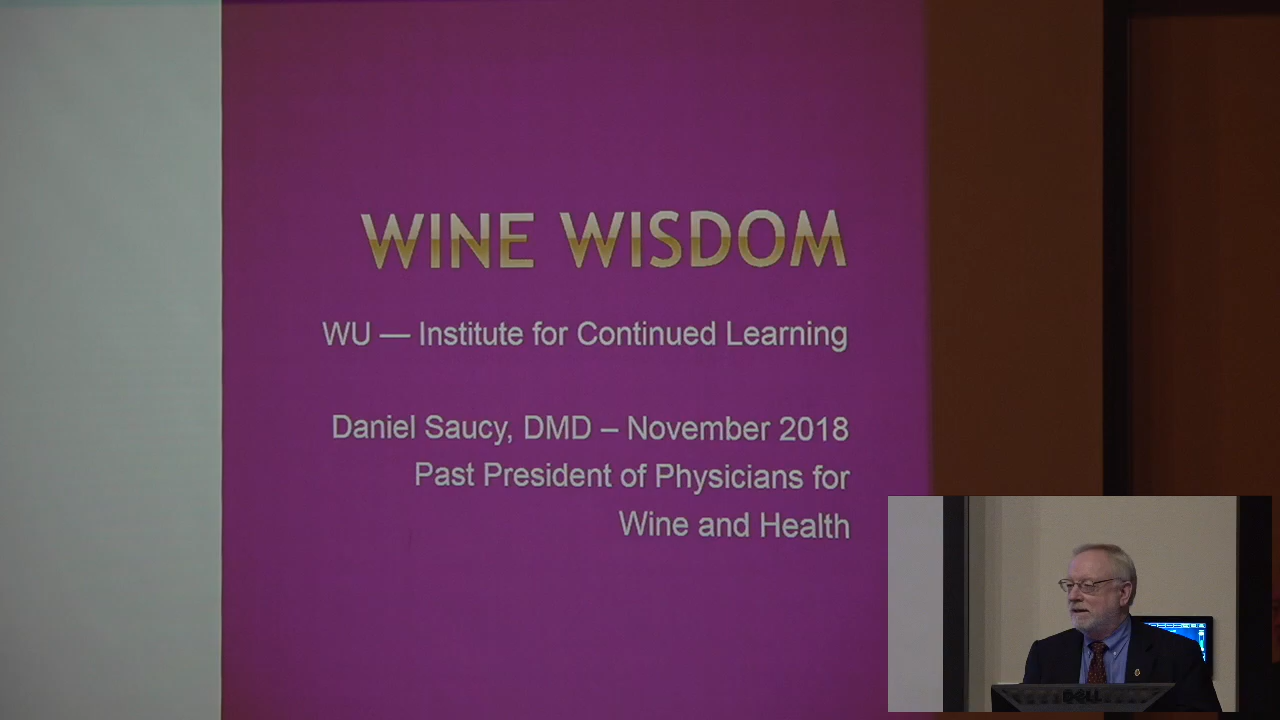 WINE WISDOM
WU — Institute for Continued Learning
Daniel Saucy, DMD – November 2018
Past President of Physicians for
Wine and Health
DELL